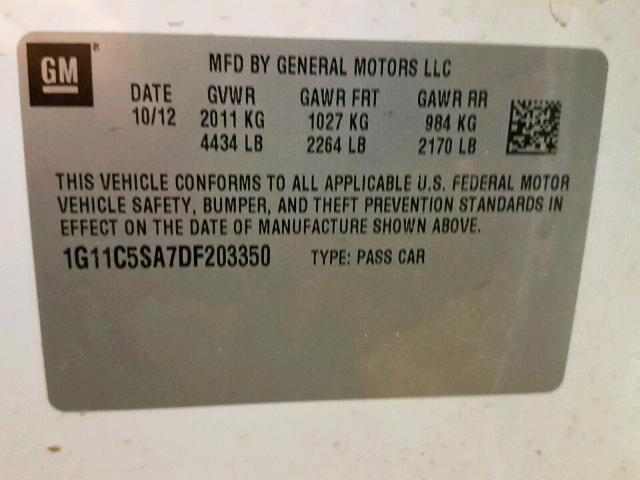 GM
MFD BY GENERAL MOTORS LLC
DATE GVWR GAWR FRT GAWR RR
10/12 2011 KG 1027 KG 984 KG
4434 LB 2264 LB 2170 LB
THIS VEHICLE CONFORMS TO ALL APPLICABLE U.S. FEDERAL MOTOR
VEHICLE SAFETY, BUMPER, AND THEFT PREVENTION STANDARDS IN
EFFECT ON THE DATE OF MANUFACTURE SHOWN ABOVE.
1G11C5SA7DF203350 TYPE: PASS CAR